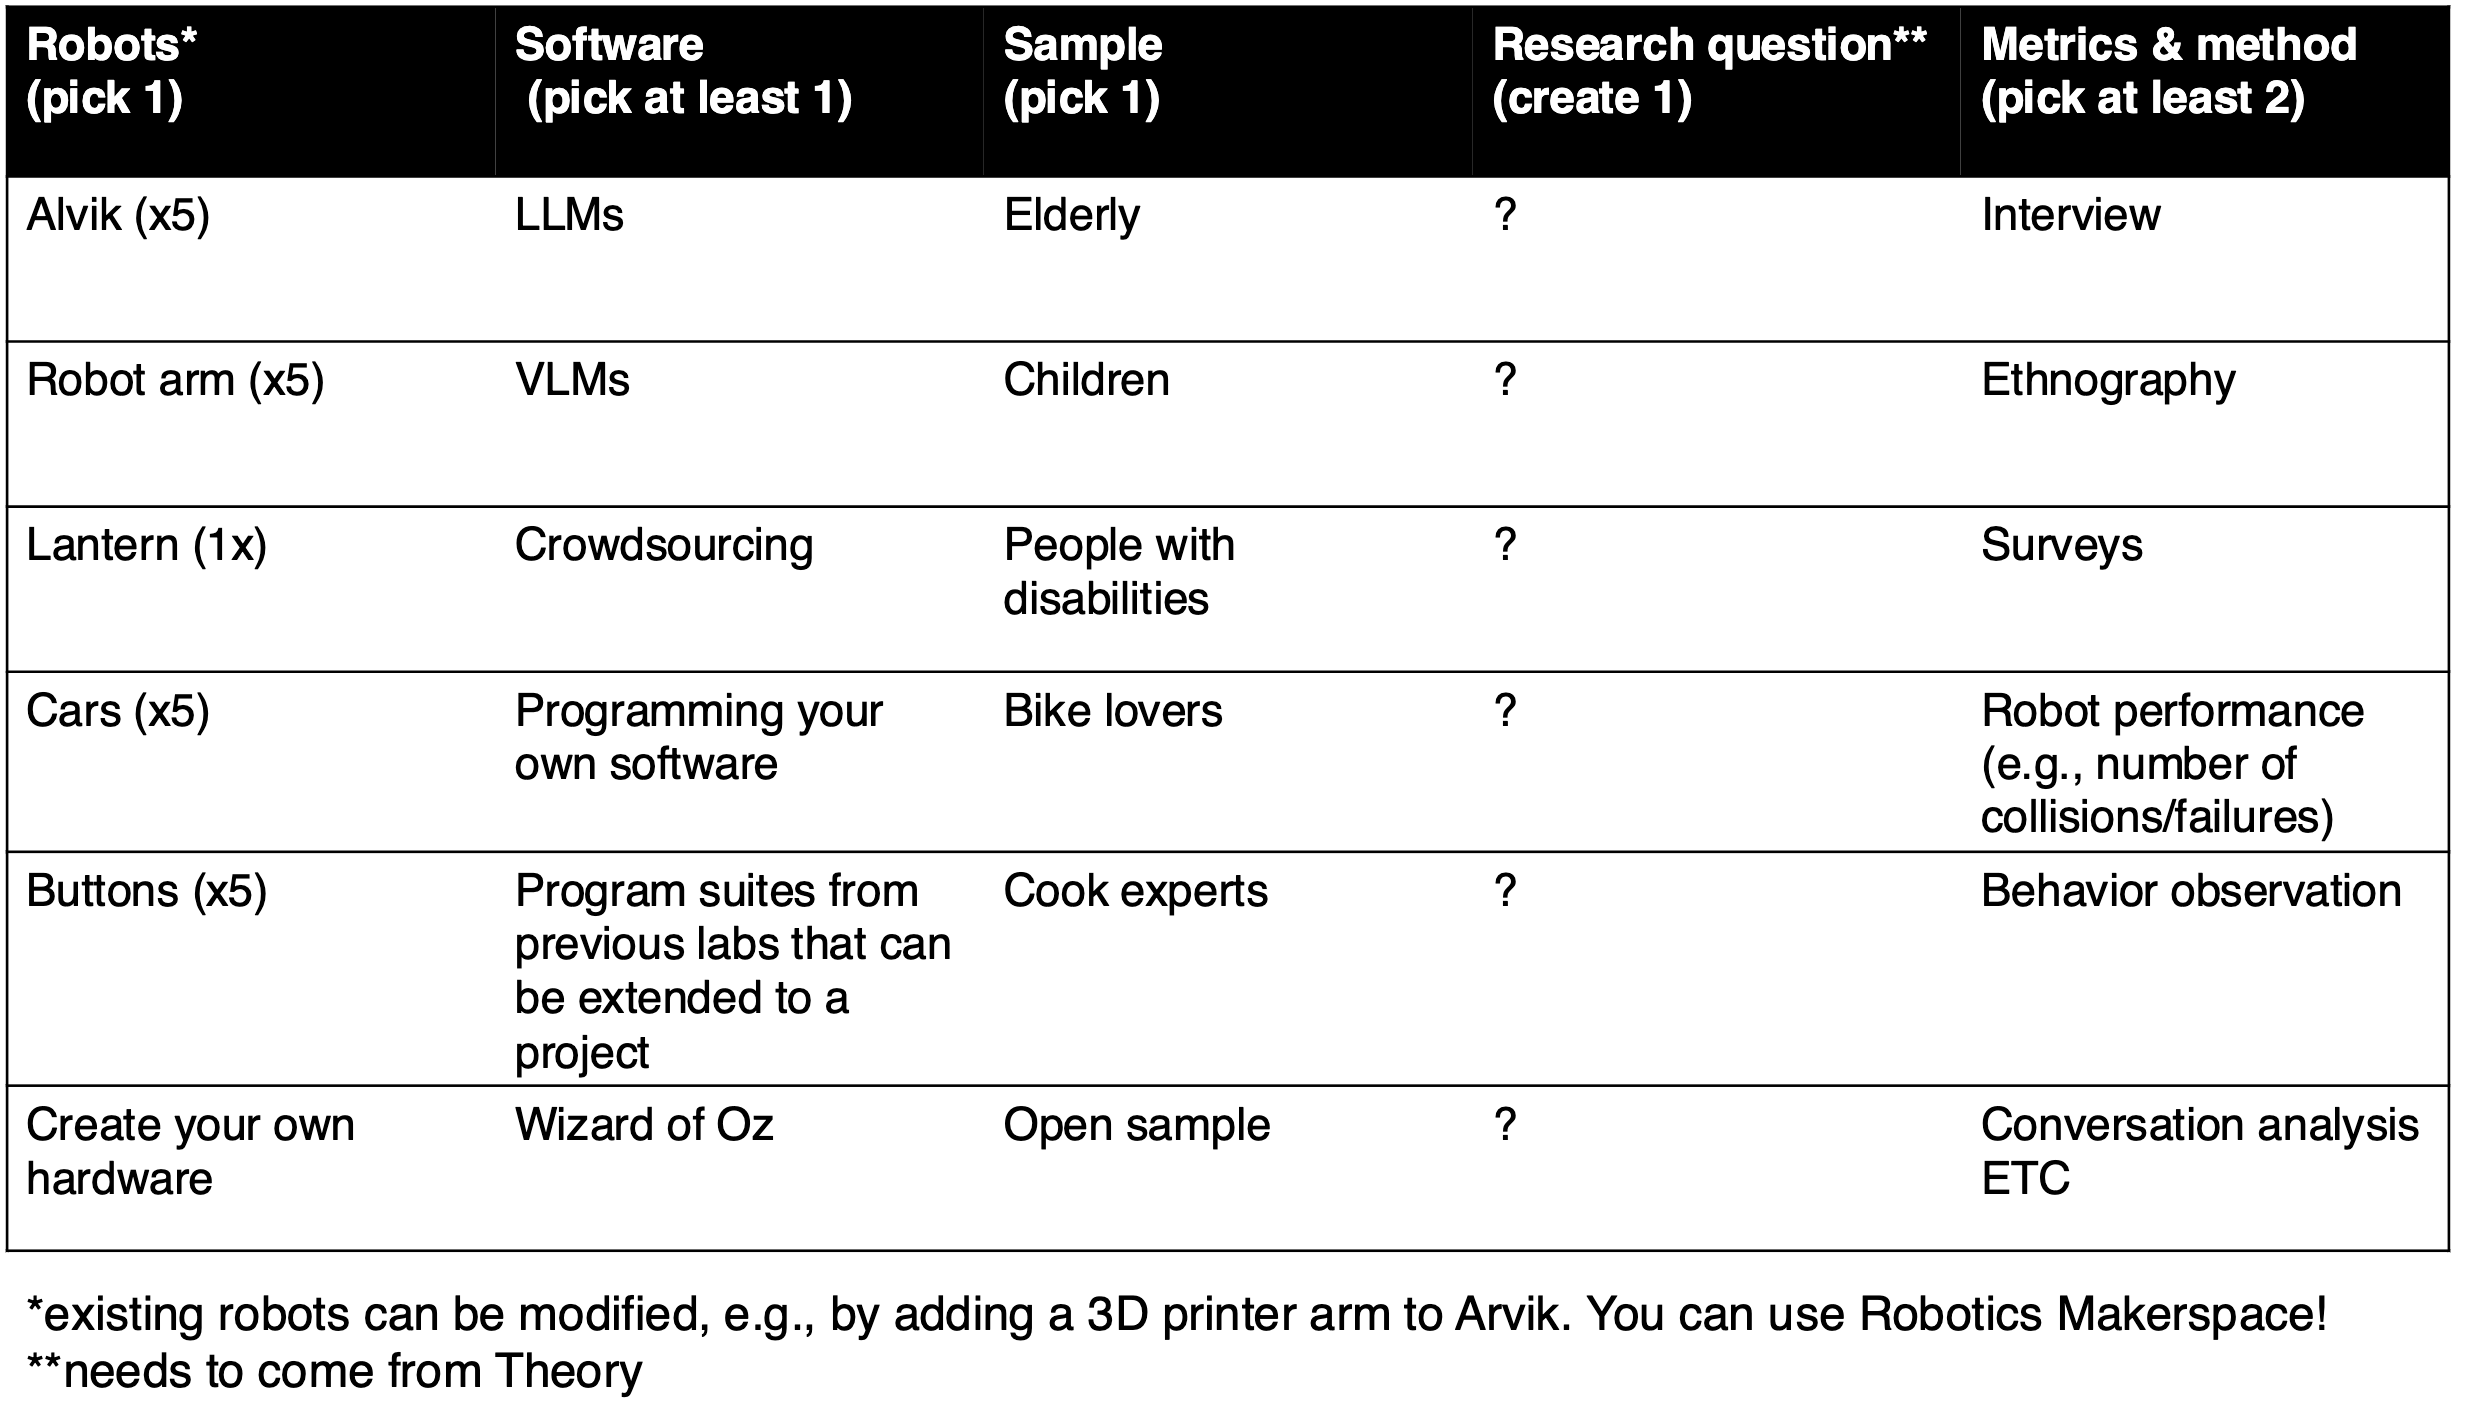 Robots*
(pick 1)
Software
(pick at least 1)
Sample
(pick 1)
Research question**
(create 1)
Metrics & method
(pick at least 2)
Alvik (x5)
LLMs
Elderly
?
Interview
Robot arm (x5)
VLMs
Children
?
Ethnography
Lantern (1x)
Crowdsourcing
People with
disabilities
?
Surveys
Cars (x5)
Programming your
own software
Bike lovers
?
Robot performance
(e.g., number of
collisions/failures)
Buttons (x5)
Program suites from
previous labs that can
be extended to a
project
Cook experts
?
Behavior observation
Create your own
hardware
Wizard of Oz
Open sample
?
Conversation analysis
ETC
*existing robots can be modified, e.g., by adding a 3D printer arm to Arvik. You can use Robotics Makerspace!
**needs to come from Theory